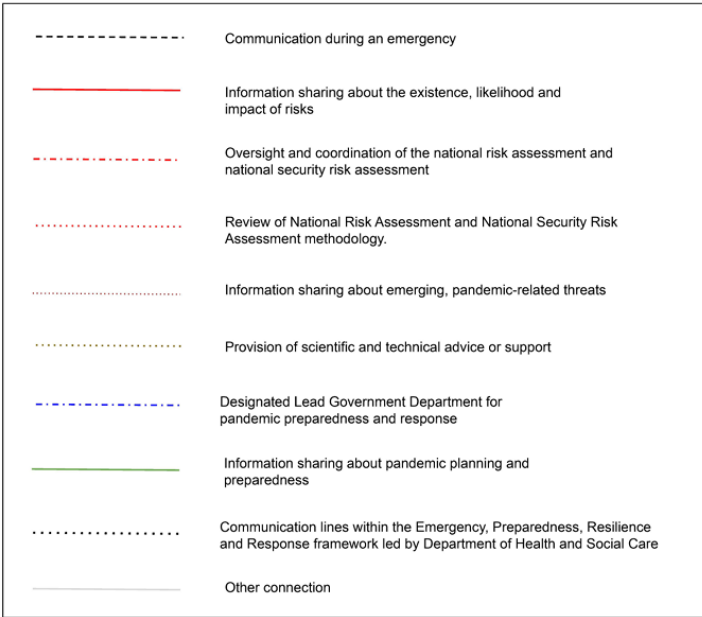 Communication during an emergency
Information sharing about the existence, likelihood and
impact of risks
Oversight and coordination of the national risk assessment and
national security risk assessment
Review of National Risk Assessment and National Security Risk
Assessment methodology.
Information sharing about emerging, pandemic-related threats
Provision of scientific and technical advice or support
Designated Lead Government Department for
pandemic preparedness and response
Information sharing about pandemic planning and
preparedness
Communication lines within the Emergency, Preparedness, Resilience
and Response framework led by Department of Health and Social Care
Other connection